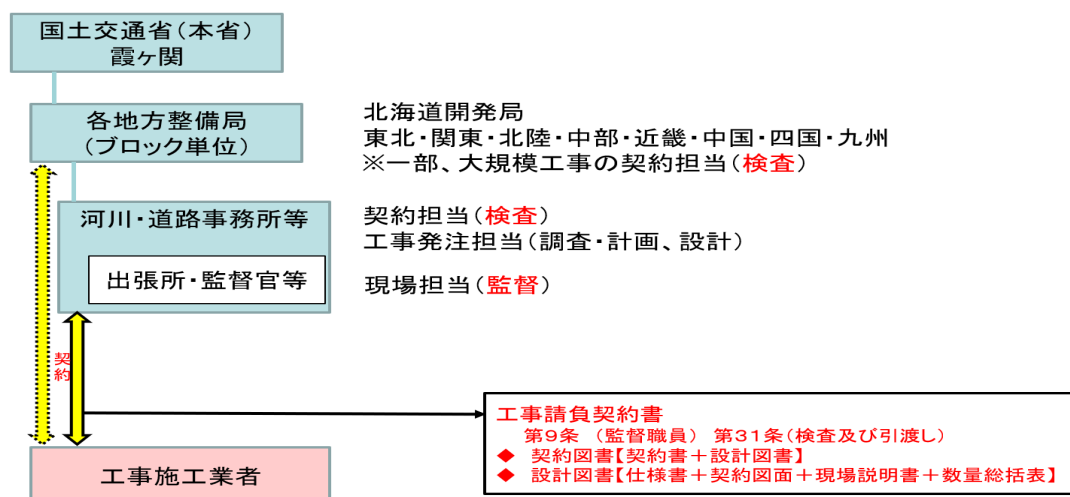 国土交通省(本省)
霞ヶ関
各地方整備局
(ブロック単位)
北海道開発局
東北・関東・北陸・中部・近畿・中国・四国・九州
※一部、大規模工事の契約担当(検査)
河川・道路事務所等
契約担当(検査)
工事発注担当(調査・計画、設計)
出張所・監督官等
現場担当(監督)
契約
工事請負契約書
第9条 (監督職員) 第31条(検査及び引渡し)
◆ 契約図書【契約書+設計図書】
◆ 設計図書【仕様書+契約図面+現場説明書+数量総括表】
工事施工業者